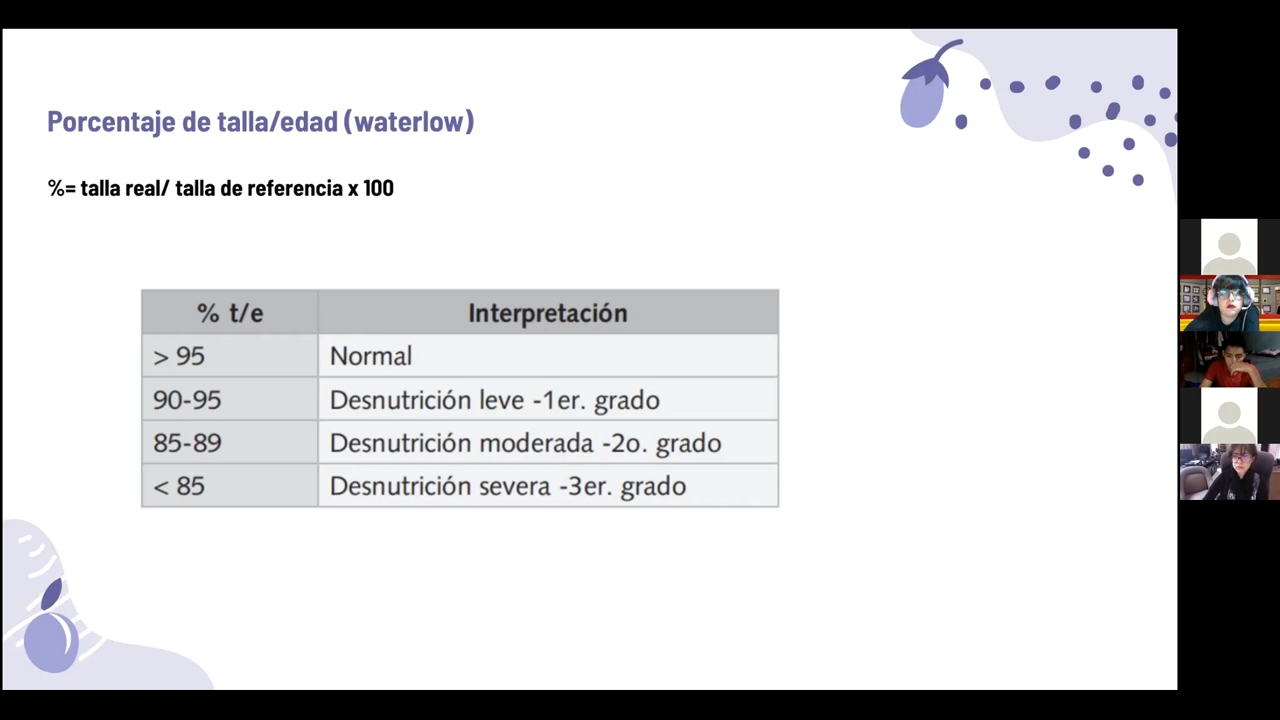 Porcentaje de talla/edad (waterlow)
%= talla real/ talla de referencia x 100
% t/e Interpretación
> 95 Normal
90-95 Desnutrición leve -1er. grado
85-89 Desnutrición moderada -2o. grado
< 85 Desnutrición severa -3er. grado